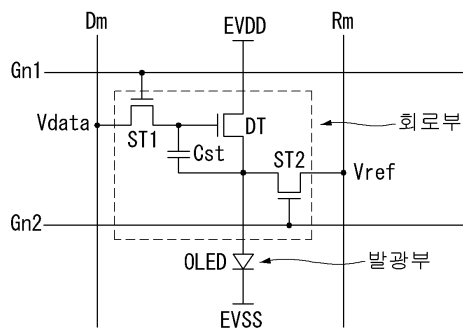 Dm
EVDD
Rm
Gn1
Vdata
ST1
DT
회로부
Cst
ST2
Vref
Gn2
OLED
발광부
EVSS